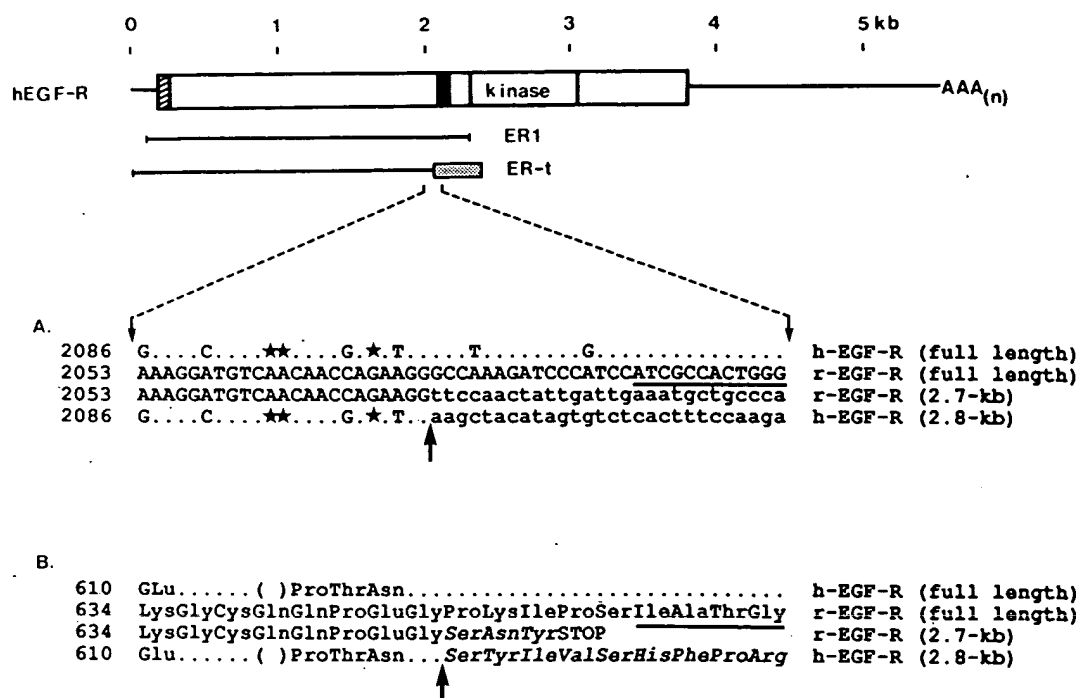 0 1 2 3 4 5 kb
hEGF-R kinase AAA(n)
ER1
ER-t
A.
2086 G....C....★★....G.★.T.....T.......G............. h-EGF-R (full length)
2053 AAAGGATGTCAACAACCAGAAGGGCCAAAGATCCCATCCATCGCCACTGGG r-EGF-R (full length)
2053 AAAGGATGTCAACAACCAGAAGGttccaactattgattgaaatgctgccca r-EGF-R (2.7-kb)
2086 G....C....★★....G.★.T...aagctacatagtgtctcactttccaaga h-EGF-R (2.8-kb)
B.
610 GLu.......( )ProThrAsn.............................. h-EGF-R (full length)
634 LysGlyCysGlnGlnProGluGlyProLysIleProSerIleAlaThrGly r-EGF-R (full length)
634 LysGlyCysGlnGlnProGluGlySerAsnTyrSTOP r-EGF-R (2.7-kb)
610 Glu.......( )ProThrAsn...SerTyrIleValSerHisPheProArg h-EGF-R (2.8-kb)